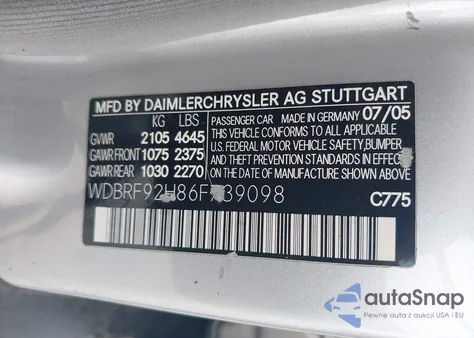 MFD BY DAIMLERCHRYSLER AG STUTTGART
KG LBS
GVWR 2105 4645
GAWR FRONT 1075 2375
GAWR REAR 1030 2270
PASSENGER CAR MADE IN GERMANY 07/05
THIS VEHICLE CONFORMS TO ALL APPLICABLE
U.S. FEDERAL MOTOR VEHICLE SAFETY, BUMPER,
AND THEFT PREVENTION STANDARDS IN EFFECT ON THE
DATE OF MANUFACTURE SHOWN ABOVE.
C775
autoSnap
Pewne auta z aukcji USA - EU